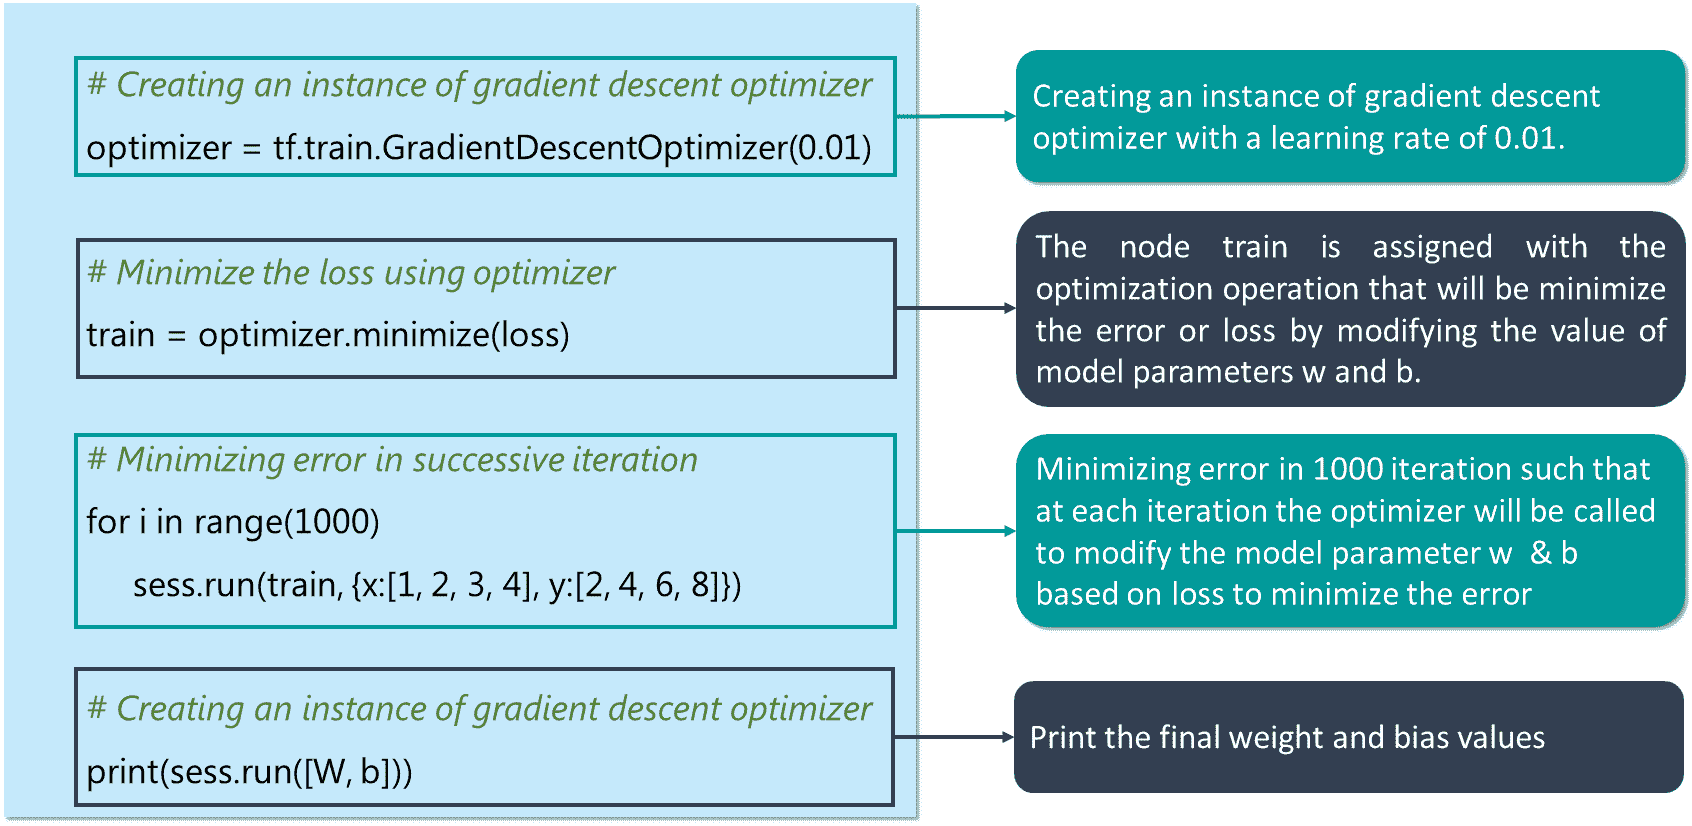 # Creating an instance of gradient descent optimizer
optimizer = tf.train.GradientDescentOptimizer(0.01)
Creating an instance of gradient descent
optimizer with a learning rate of 0.01.
# Minimize the loss using optimizer
train = optimizer.minimize(loss)
The node train is assigned with the
optimization operation that will be minimize
the error or loss by modifying the value of
model parameters w and b.
# Minimizing error in successive iteration
for i in range(1000)
sess.run(train, {x:[1, 2, 3, 4], y:[2, 4, 6, 8]})
Minimizing error in 1000 iteration such that
at each iteration the optimizer will be called
to modify the model parameter w & b
based on loss to minimize the error
# Creating an instance of gradient descent optimizer
print(sess.run([W, b]))
Print the final weight and bias values